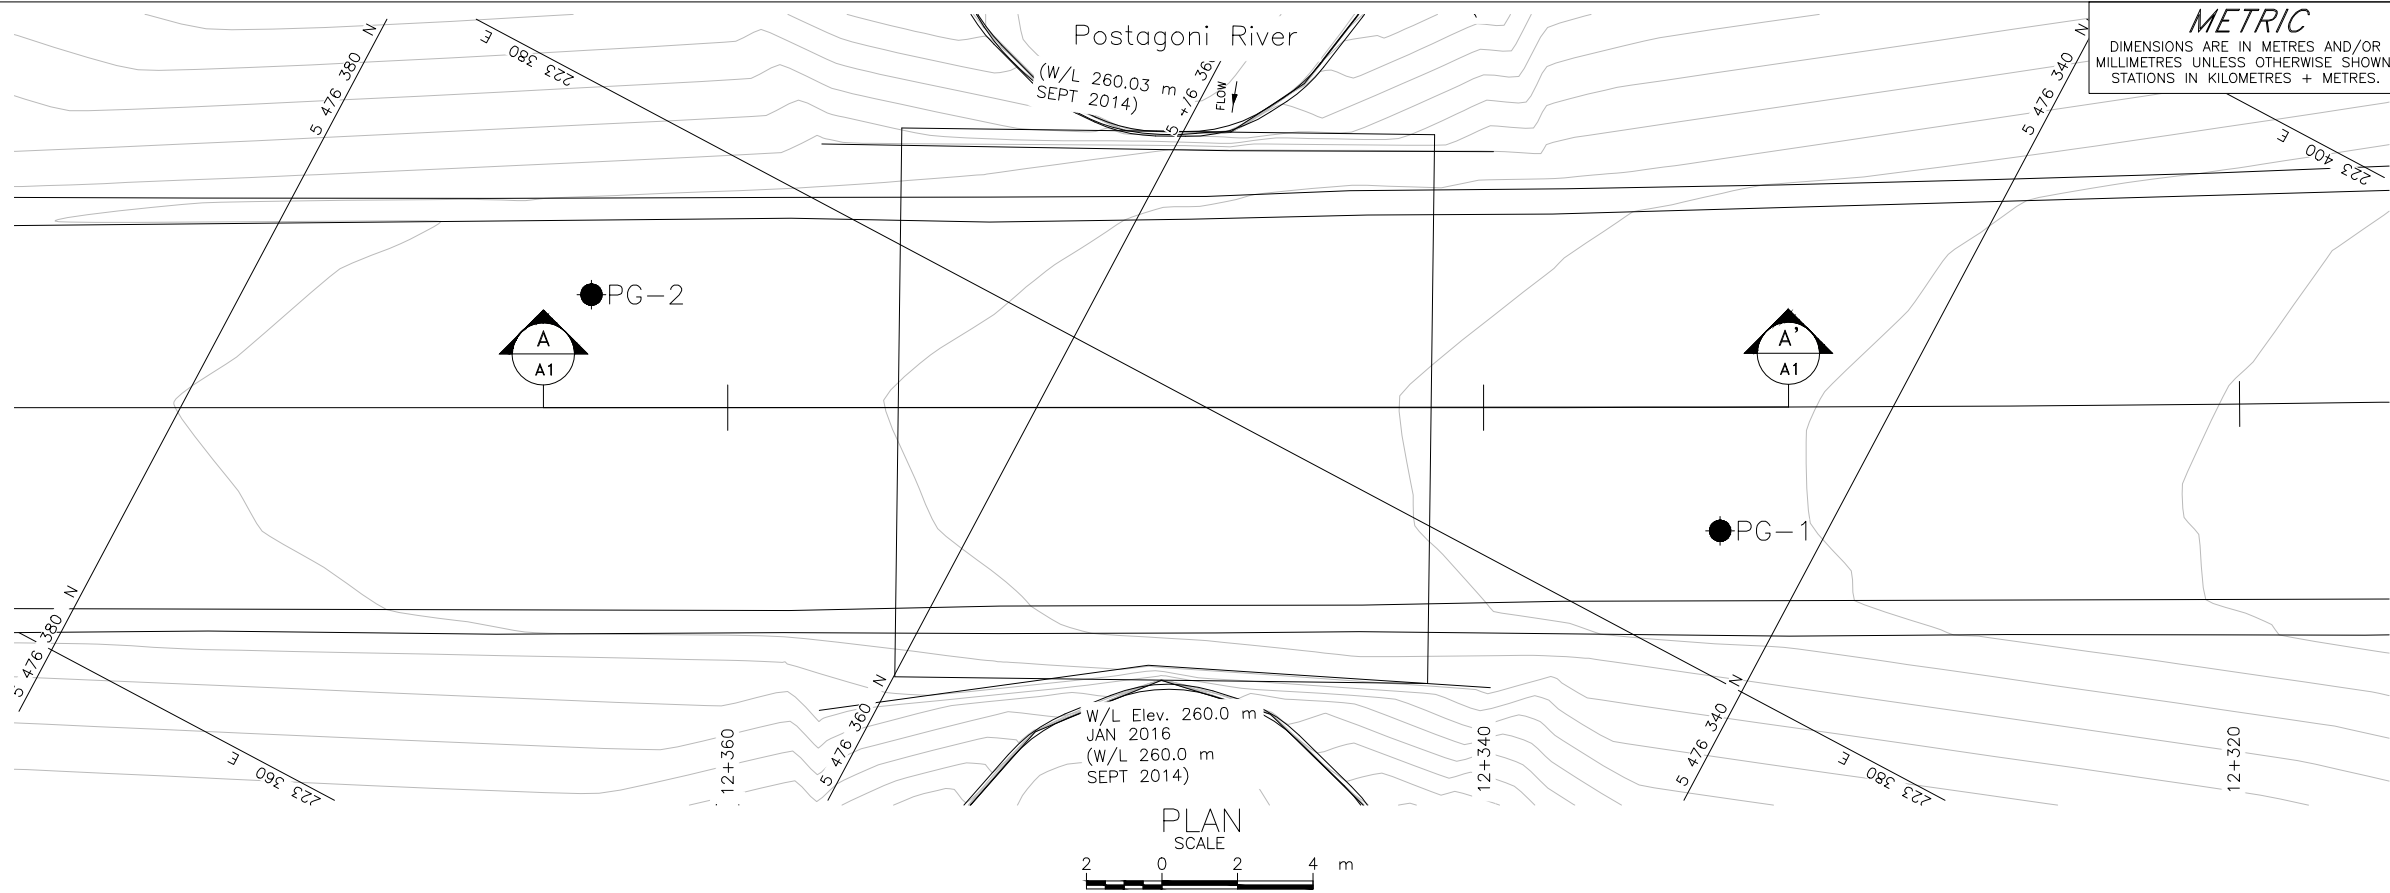 METRIC
DIMENSIONS ARE IN METRES AND/OR
MILLIMETRES UNLESS OTHERWISE SHOWN
STATIONS IN KILOMETRES + METRES.
Postagoni River
(W/L 260.03 m
SEPT 2014)
FLOW
5 476 380 N
223 380 E
5 476 340 N
223 400 E
PG-2
A
A1
A'
A1
PG-1
5 476 380 N
223 360 E
5 476 360 N
5 476 340 N
223 380 E
W/L Elev. 260.0 m
JAN 2016
(W/L 260.0 m
SEPT 2014)
12+360
12+340
12+320
PLAN
SCALE
2 0 2 4 m